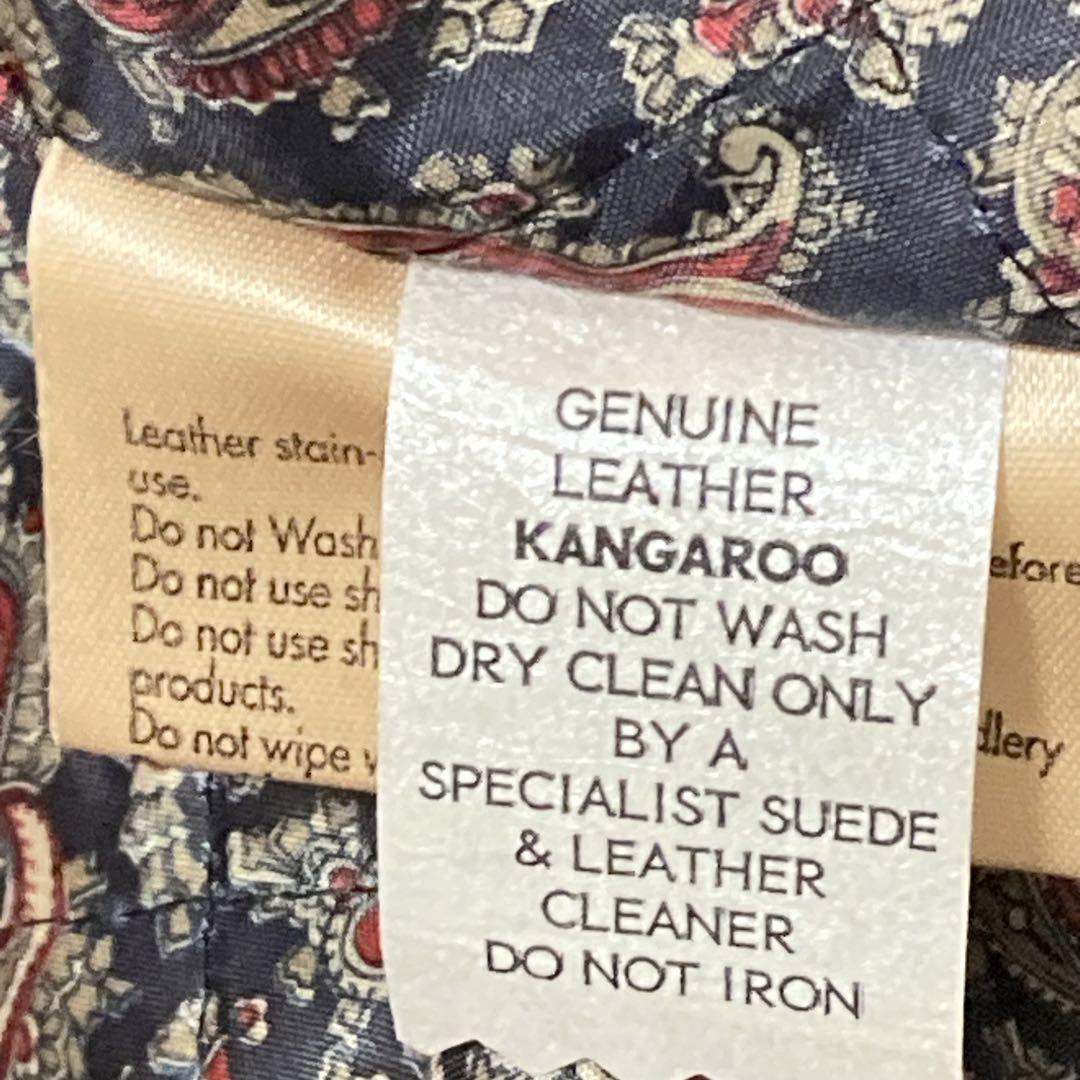 Leather stain-
use.
Do not Wash
Do not use sh
Do not use sh
products.
Do not wipe
efore
dlery
GENUINE
LEATHER
KANGAROO
DO NOT WASH
DRY CLEAN ONLY
BY A
SPECIALIST SUEDE
& LEATHER
CLEANER
DO NOT IRON